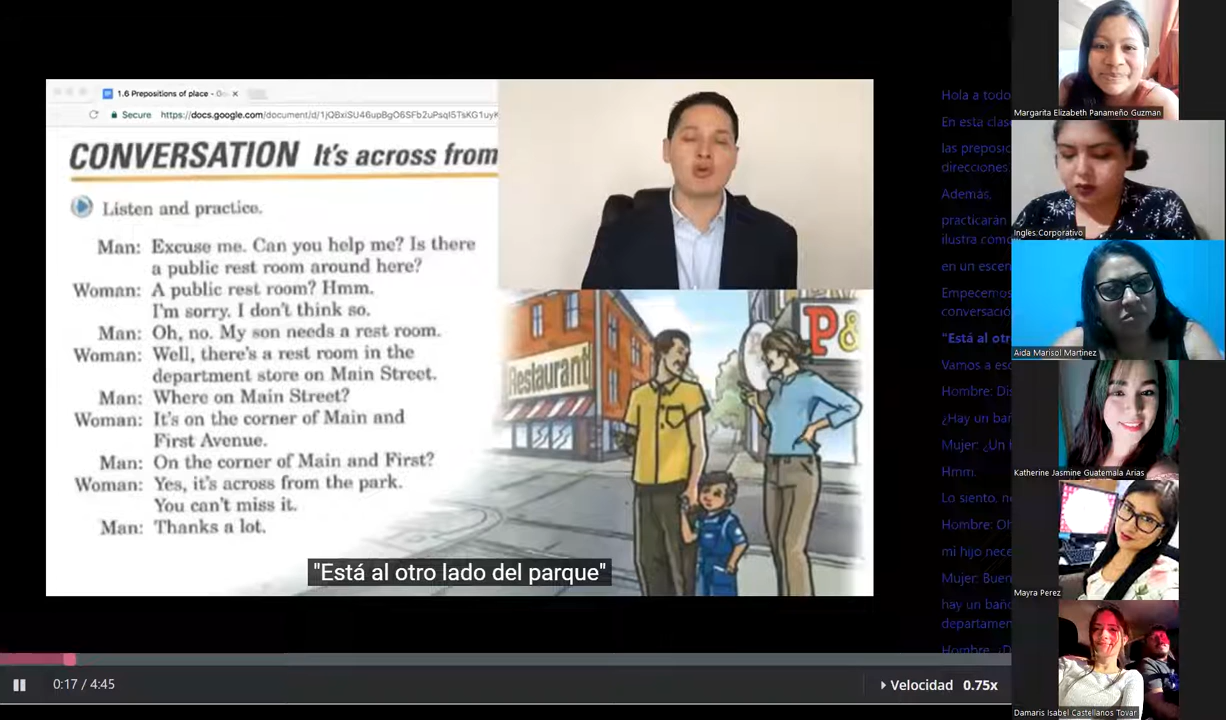 1.6 Prepositions of place -
Secure
https://docs.google.com/document/d/1jQBxiSU46upBgO6SFb2uPsqI5TsKG1uyK
CONVERSATION It's across from
Listen and practice.
Man: Excuse me. Can you help me? Is there
a public rest room around here?
Woman: A public rest room? Hmm.
I'm sorry. I don't think so.
Man: Oh, no. My son needs a rest room.
Woman: Well, there's a rest room in the
department store on Main Street.
Man: Where on Main Street?
Woman: It's on the corner of Main and
First Avenue.
Man: On the corner of Main and First?
Woman: Yes, it's across from the park.
You can't miss it.
Man: Thanks a lot.
Restaurant
P&
"Está al otro lado del parque"
0:17 / 4:45
Velocidad 0.75x
Hola a todo
En esta clas
las preposic
direcciones
Además,
practicarán
ilustra cómo
en un escen
Empecemos
conversació
"Está al otr
Vamos a esc
Hombre: Dis
¿Hay un bañ
Mujer: ¿Un
Hmm.
Lo siento, n
Hombre: Oh
mi hijo nece
Mujer: Buen
hay un baño
departamen
Hombre: ¿D
Margarita Elizabeth Panameño Guzman
Ingles Corporativo
Aida Marisol Martinez
Katherine Jasmine Guatemala Arias
Mayra Perez
Damaris Isabel Castellanos Tovar